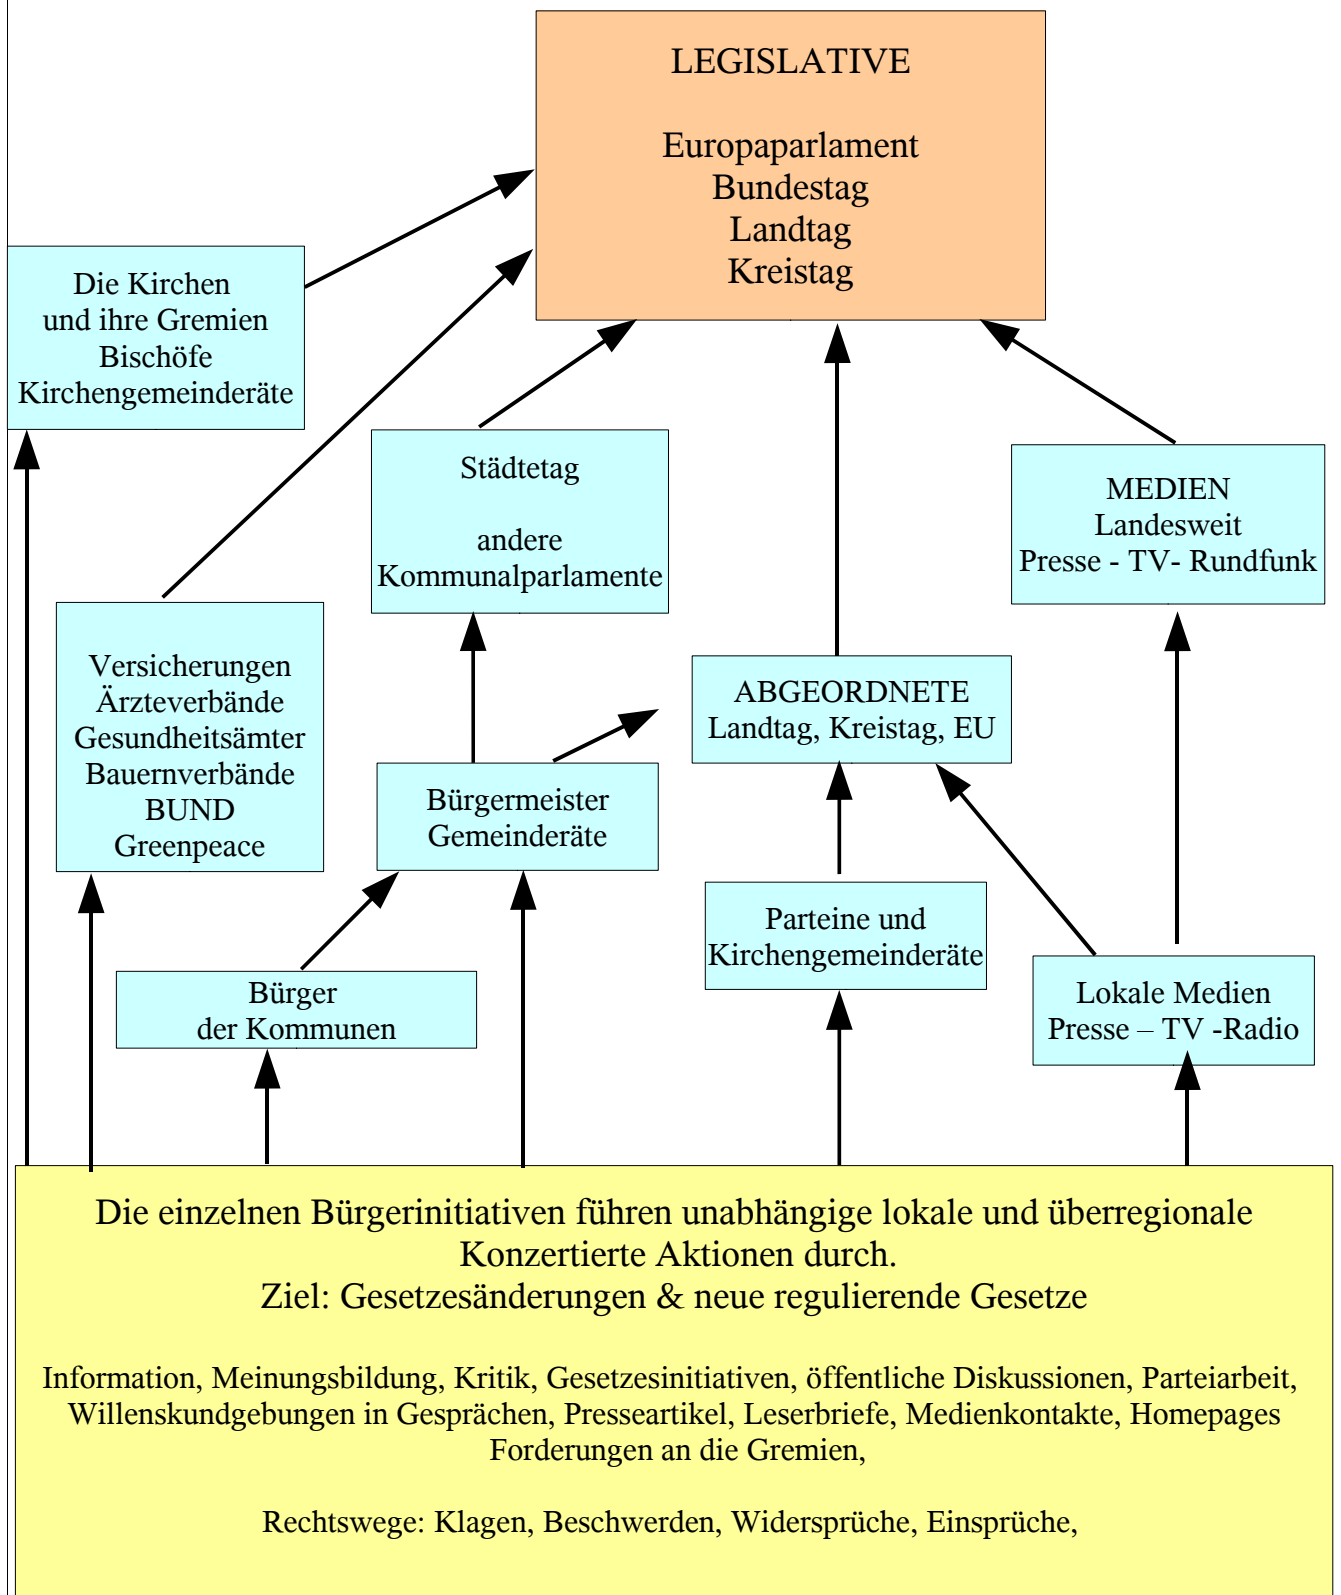 LEGISLATIVE
Europaparlament
Bundestag
Landtag
Kreistag
Die Kirchen
und ihre Gremien
Bischöfe
Kirchengemeinderäte
Städtetag
andere
Kommunalparlamente
MEDIEN
Landesweit
Presse - TV- Rundfunk
Versicherungen
Ärzteverbände
Gesundheitsämter
Bauernverbände
BUND
Greenpeace
ABGEORDNETE
Landtag, Kreistag, EU
Bürgermeister
Gemeinderäte
Parteine und
Kirchengemeinderäte
Bürger
der Kommunen
Lokale Medien
Presse – TV -Radio
Die einzelnen Bürgerinitiativen führen unabhängige lokale und überregionale
Konzertierte Aktionen durch.
Ziel: Gesetzesänderungen & neue regulierende Gesetze
Information, Meinungsbildung, Kritik, Gesetzesinitiativen, öffentliche Diskussionen, Parteiarbeit,
Willenskundgebungen in Gesprächen, Presseartikel, Leserbriefe, Medienkontakte, Homepages
Forderungen an die Gremien,
Rechtswege: Klagen, Beschwerden, Widersprüche, Einsprüche,